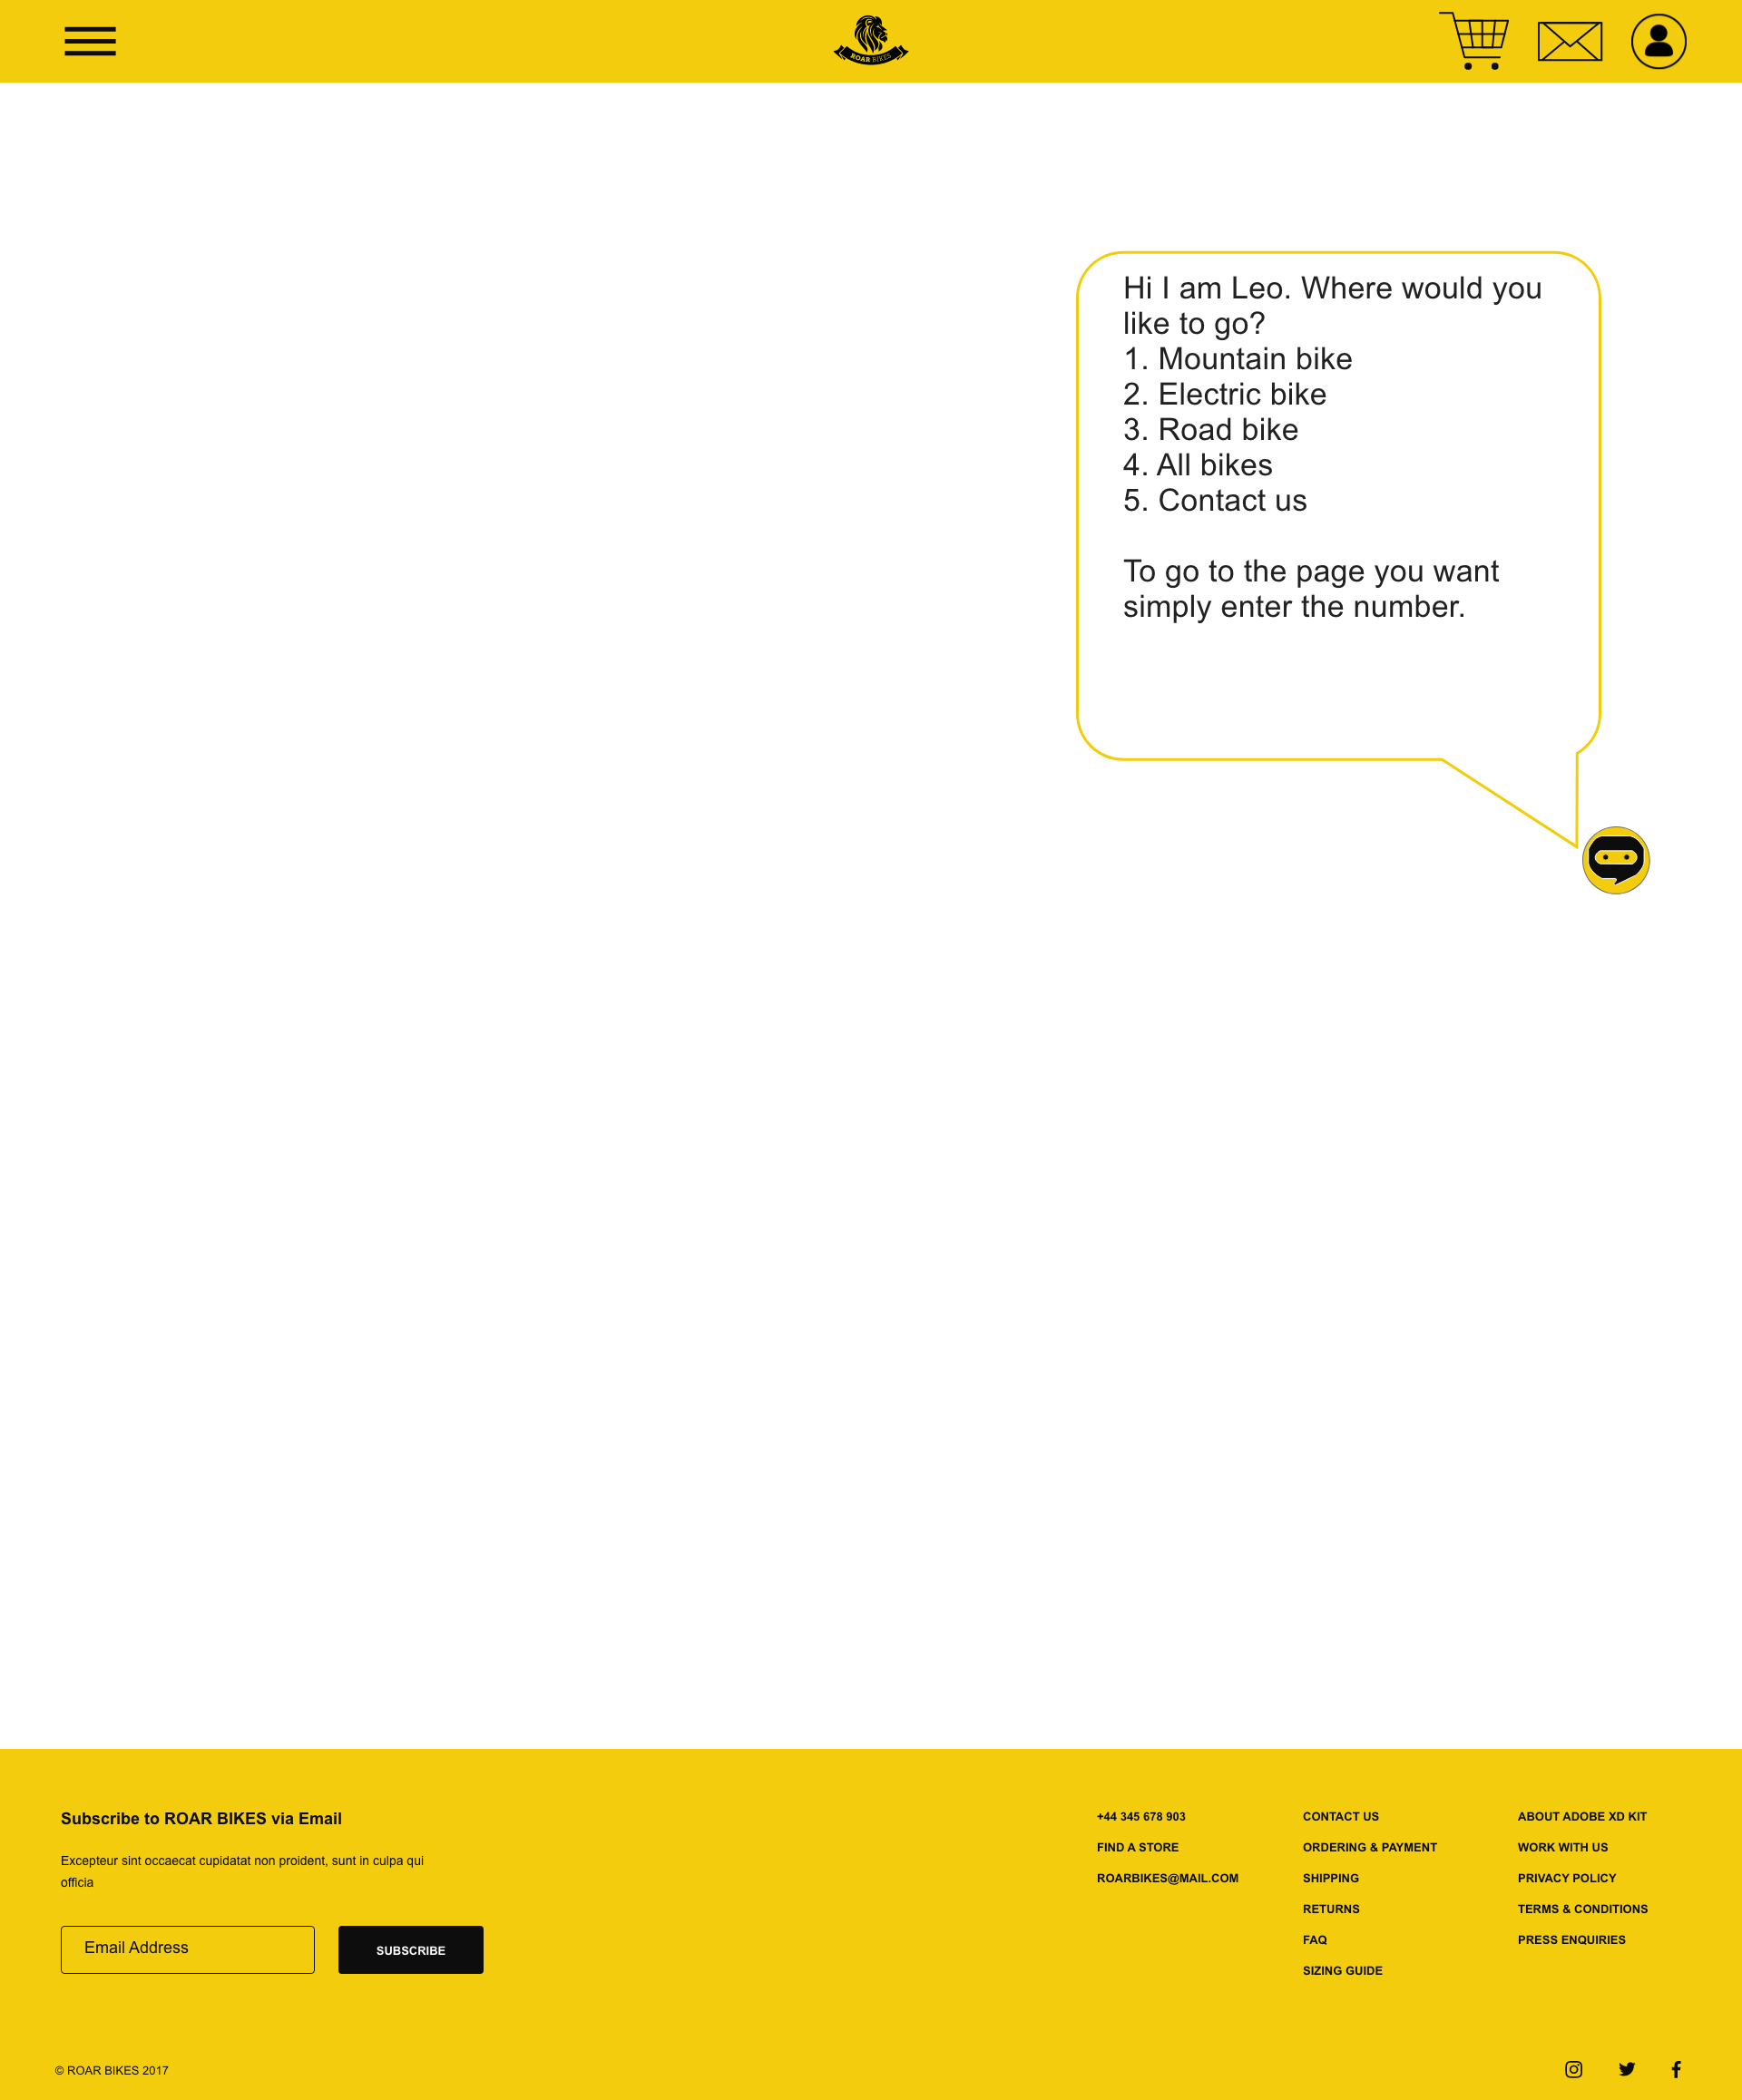 ROAR BIKES
Hi I am Leo. Where would you
like to go?
1. Mountain bike
2. Electric bike
3. Road bike
4. All bikes
5. Contact us
To go to the page you want
simply enter the number.
Subscribe to ROAR BIKES via Email
Excepteur sint occaecat cupidatat non proident, sunt in culpa qui
officia
Email Address
SUBSCRIBE
+44 345 678 903
FIND A STORE
ROARBIKES@MAIL.COM
CONTACT US
ORDERING & PAYMENT
SHIPPING
RETURNS
FAQ
SIZING GUIDE
ABOUT ADOBE XD KIT
WORK WITH US
PRIVACY POLICY
TERMS & CONDITIONS
PRESS ENQUIRIES
© ROAR BIKES 2017